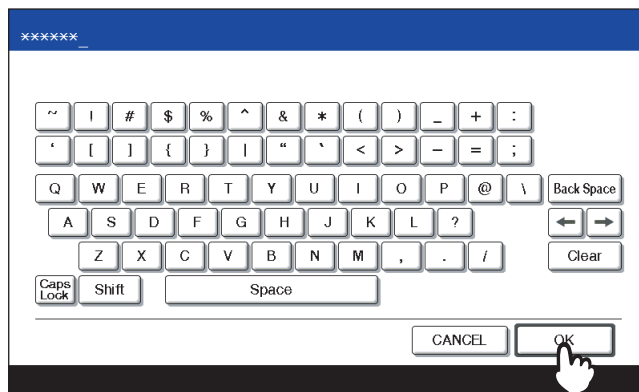 ******_
~ ! # $ % ^ & * ( ) _ + :
‘ [ ] { } | “ ` < > - = ;
Q W E R T Y U I O P @ \ Back Space
A S D F G H J K L ? ← →
Z X C V B N M , . / Clear
Caps Lock Shift Space
CANCEL OK